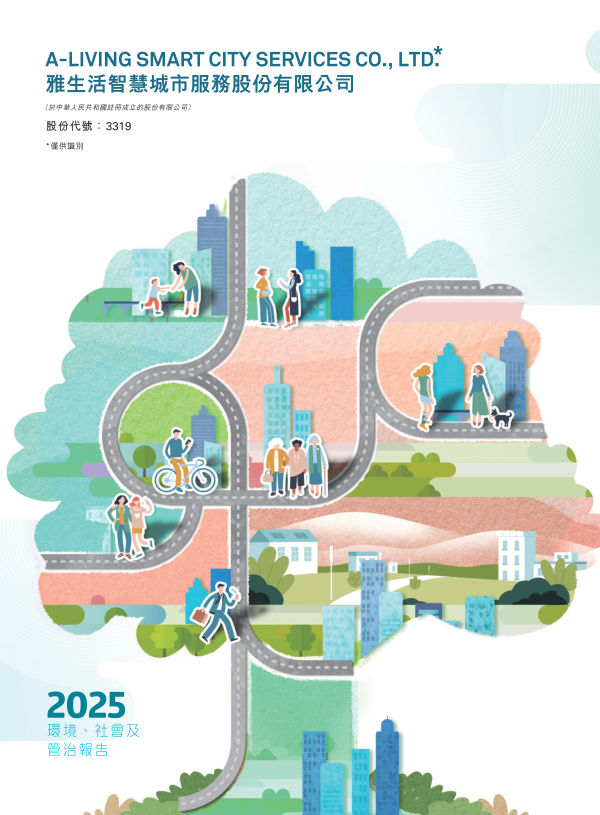 A-LIVING SMART CITY SERVICES CO., LTD.*
雅生活智慧城市服務股份有限公司
(於中華人民共和國註冊成立的股份有限公司)
股份代號：3319
*僅供識別
2025
環境、社會及
管治報告